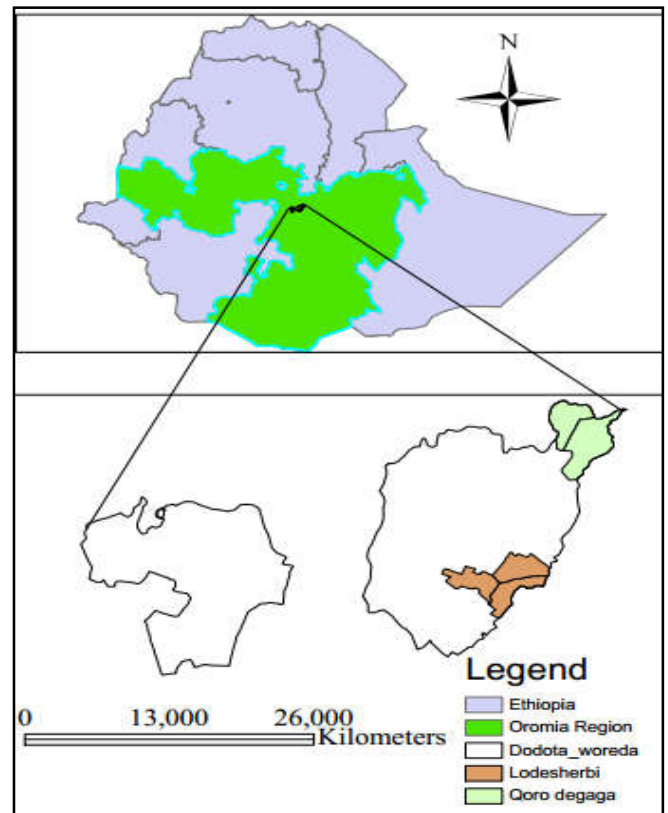 N
Legend
Ethiopia
Oromia Region
Dodota_woreda
Lodesherbi
Qoro degaga
0 13,000 26,000
Kilometers